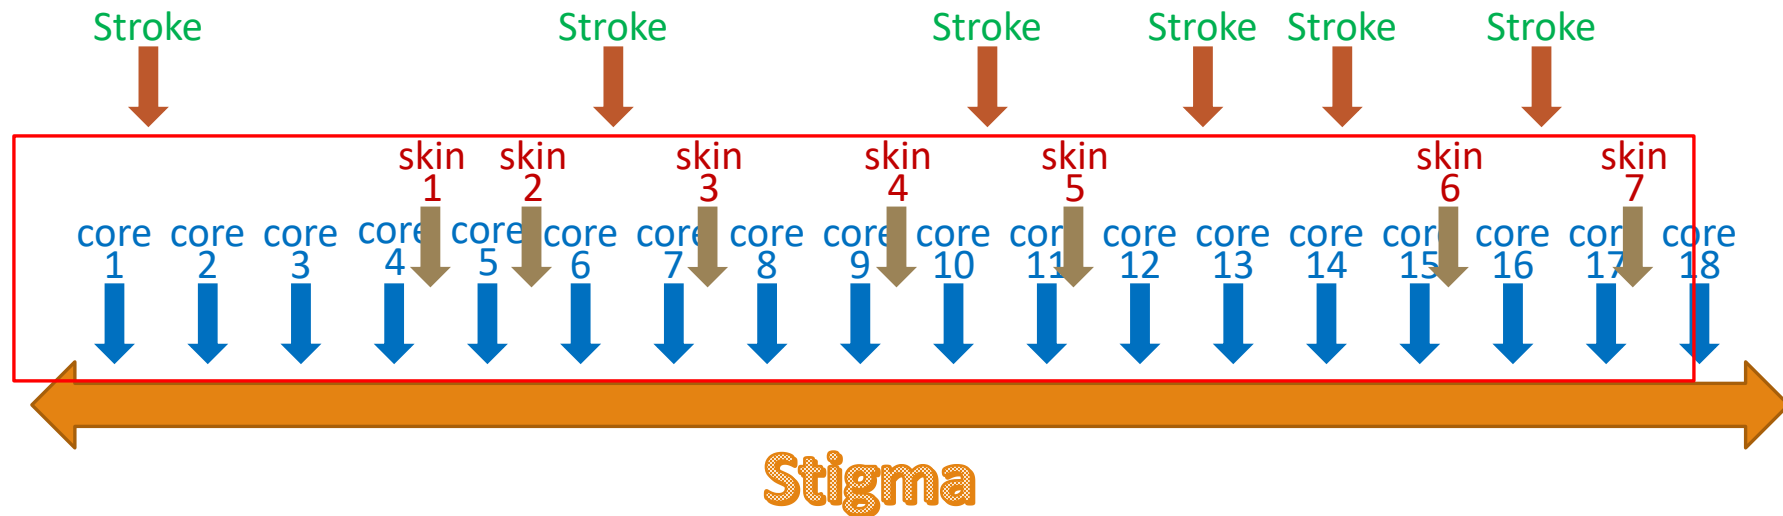 Stroke Stroke Stroke Stroke Stroke Stroke
skin skin skin skin skin skin skin
1 2 3 4 5 6 7
core core core core core core core core core core core core core core core core core core
1 2 3 4 5 6 7 8 9 10 11 12 13 14 15 16 17 18
Stigma